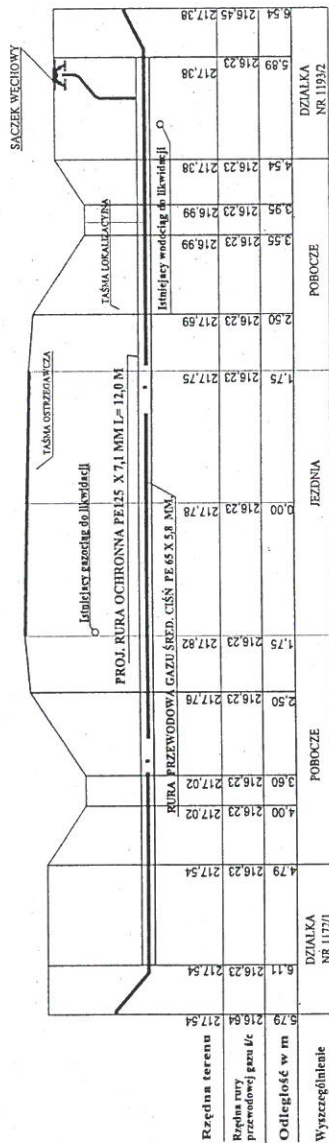 SĄCZEK WĘCHOWY
TAŚMA OSTRZEGAWCZA
TAŚMA LOKALIZACYJNA
Istniejący gazociąg do likwidacji
Istniejący wodociąg do likwidacji
PROJ. RURA OCHRONNA PE125 X 7,1 MM L= 12,0 M
RURA PRZEWODOWA GAZU ŚRED. CIŚN PE 65 X 5,8 MM,
Rzędna terenu 217,54 217,54 217,54 217,02 217,02 217,76 217,82 217,78 217,75 217,69 216,99 216,99 217,38 217,38 217,38
Rzędna rury
przewodowej gazu ś/c 216,64 216,23 216,23 216,23 216,23 216,23 216,23 216,23 216,23 216,23 216,23 216,23 216,23 216,23 216,45
Odległość w m 5,79 6,11 4,79 4,00 3,60 2,50 1,75 0,00 1,75 2,50 3,55 3,95 4,54 5,89 6,54
Wyszczególnienie DZIAŁKA
NR 1177/1 POBOCZE JEZDNIA POBOCZE DZIAŁKA
NR 1193/2